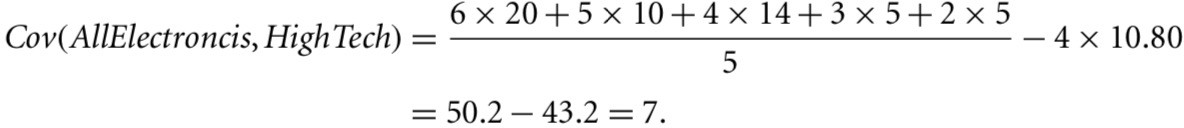 Cov(AllElectroncis, HighTech) = \frac{6 × 20 + 5 × 10 + 4 × 14 + 3 × 5 + 2 × 5}{5} − 4 × 10.80
= 50.2 − 43.2 = 7.